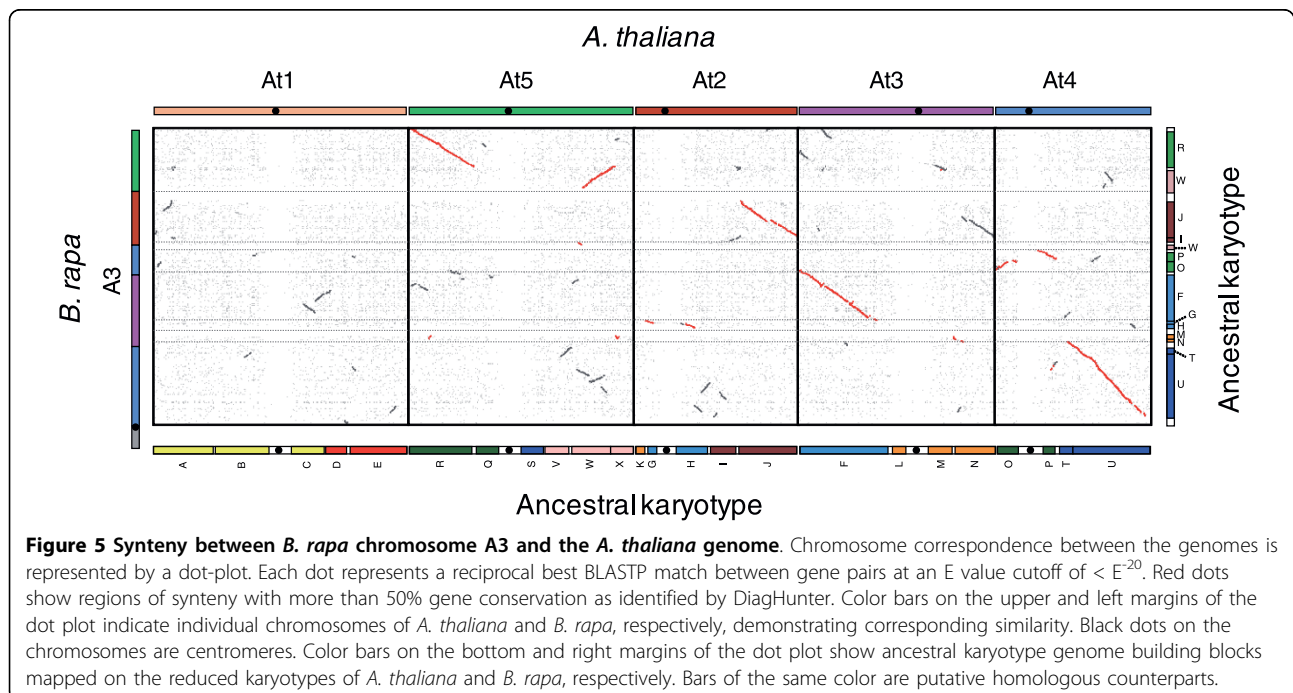 A. thaliana
At1 At5 At2 At3 At4
B. rapa
A3
R
W
J
I
W
P
O
F
G
H
M
N
T
U
Ancestral karyotype
A B C D E R Q S V W X K G H I J F L M N O P T U
Ancestral karyotype
Figure 5 Synteny between B. rapa chromosome A3 and the A. thaliana genome. Chromosome correspondence between the genomes is
represented by a dot-plot. Each dot represents a reciprocal best BLASTP match between gene pairs at an E value cutoff of < E-20. Red dots
show regions of synteny with more than 50% gene conservation as identified by DiagHunter. Color bars on the upper and left margins of the
dot plot indicate individual chromosomes of A. thaliana and B. rapa, respectively, demonstrating corresponding similarity. Black dots on the
chromosomes are centromeres. Color bars on the bottom and right margins of the dot plot show ancestral karyotype genome building blocks
mapped on the reduced karyotypes of A. thaliana and B. rapa, respectively. Bars of the same color are putative homologous counterparts.